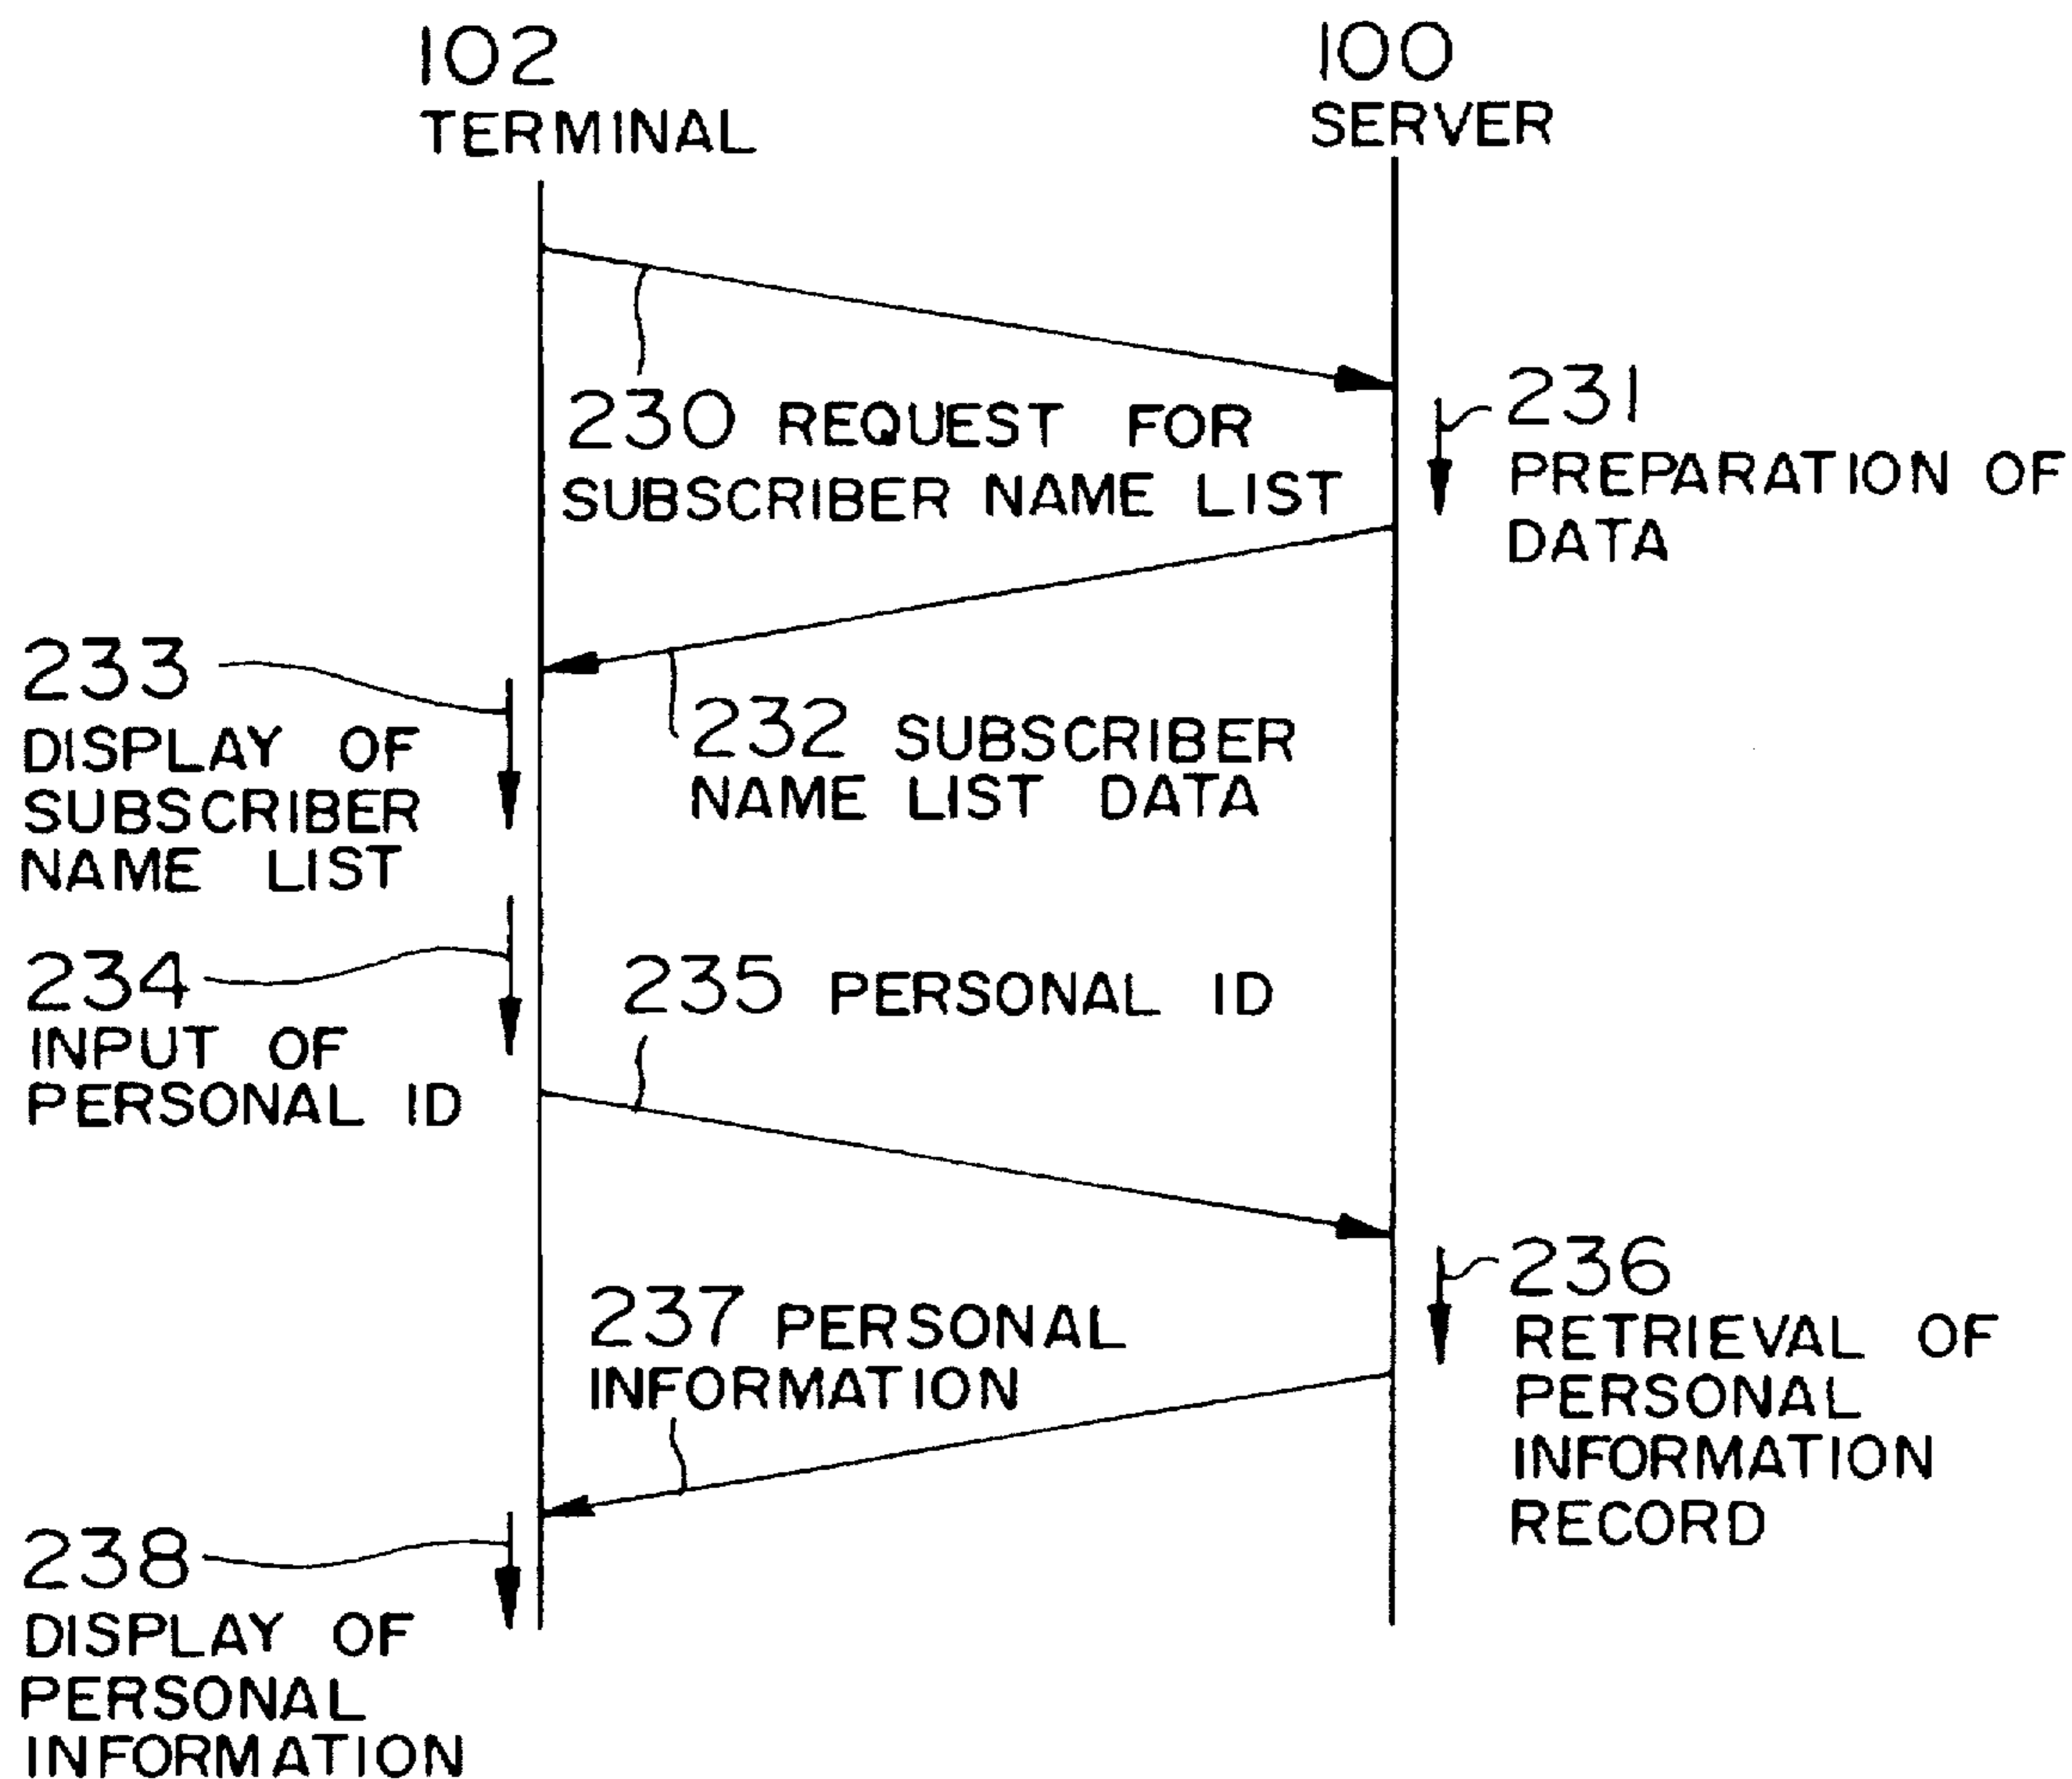 102
TERMINAL
100
SERVER
230 REQUEST FOR
SUBSCRIBER NAME LIST
231
PREPARATION OF
DATA
232 SUBSCRIBER
NAME LIST DATA
233
DISPLAY OF
SUBSCRIBER
NAME LIST
234
INPUT OF
PERSONAL ID
235 PERSONAL ID
236
RETRIEVAL OF
PERSONAL
INFORMATION
RECORD
237 PERSONAL
INFORMATION
238
DISPLAY OF
PERSONAL
INFORMATION